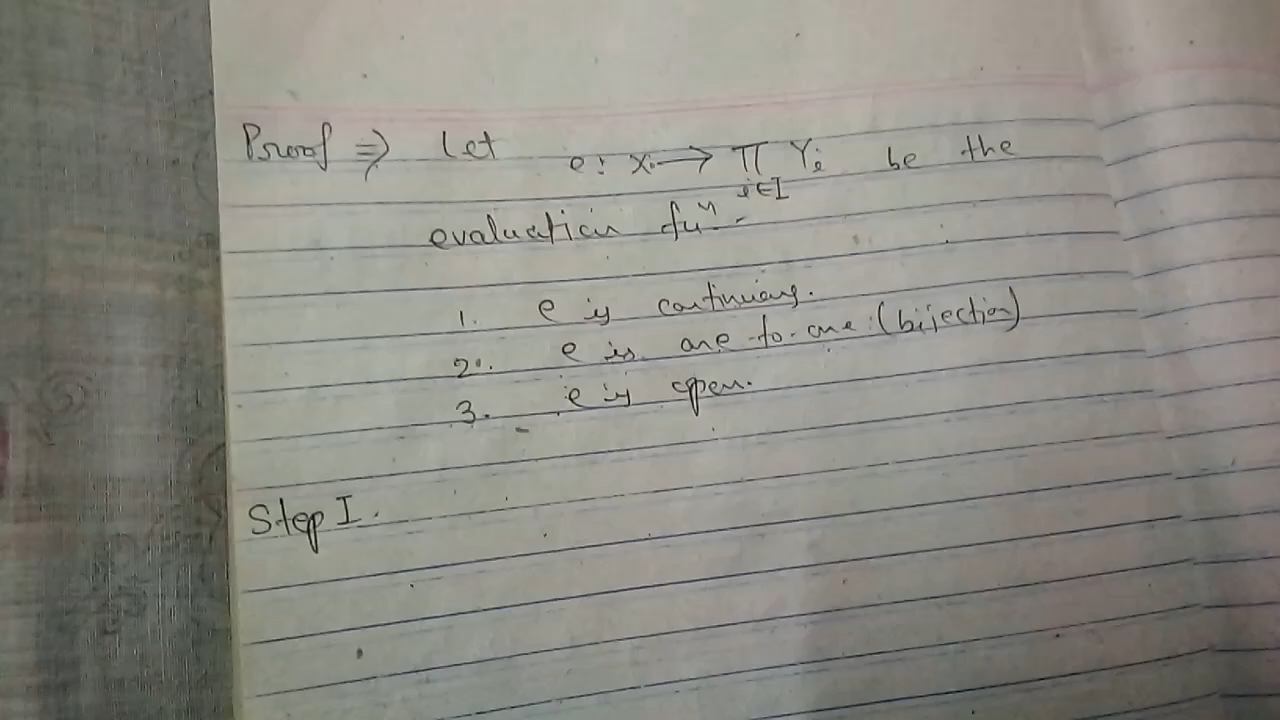 Proof ⇒ Let e: X → π Yi be the
i∈I
evaluation fuⁿ.
1. e is continuous.
2. e is one-to-one (bijection)
3. e is open.
Step I.